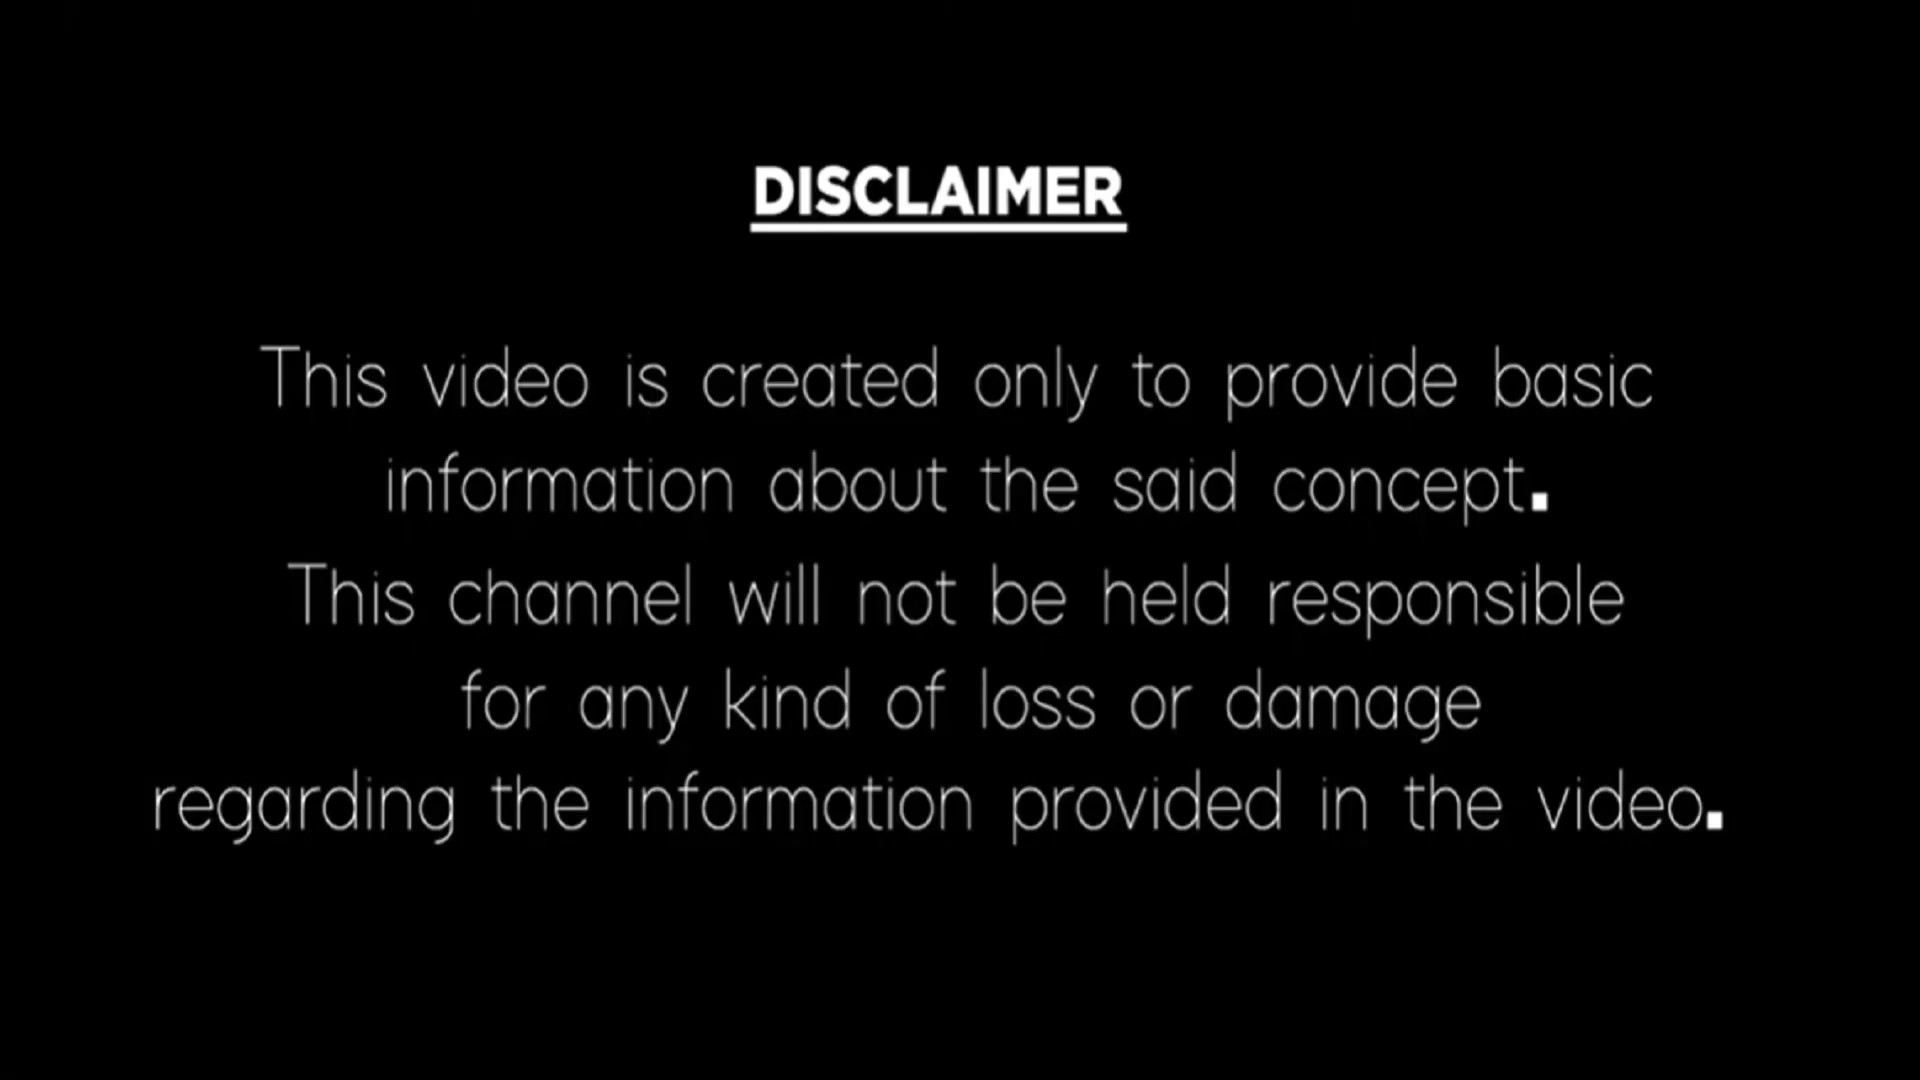 DISCLAIMER
This video is created only to provide basic
information about the said concept.
This channel will not be held responsible
for any kind of loss or damage
regarding the information provided in the video.